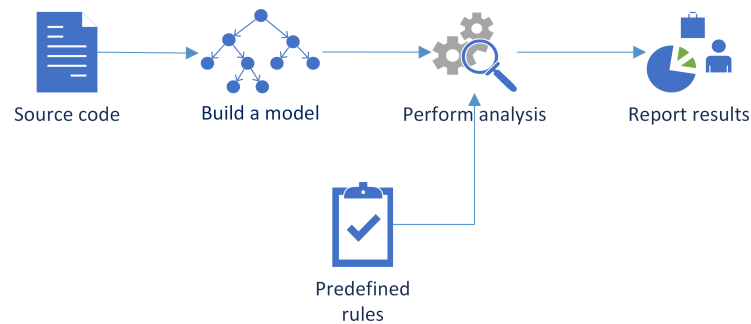 Source code
Build a model
Perform analysis
Report results
Predefined
rules